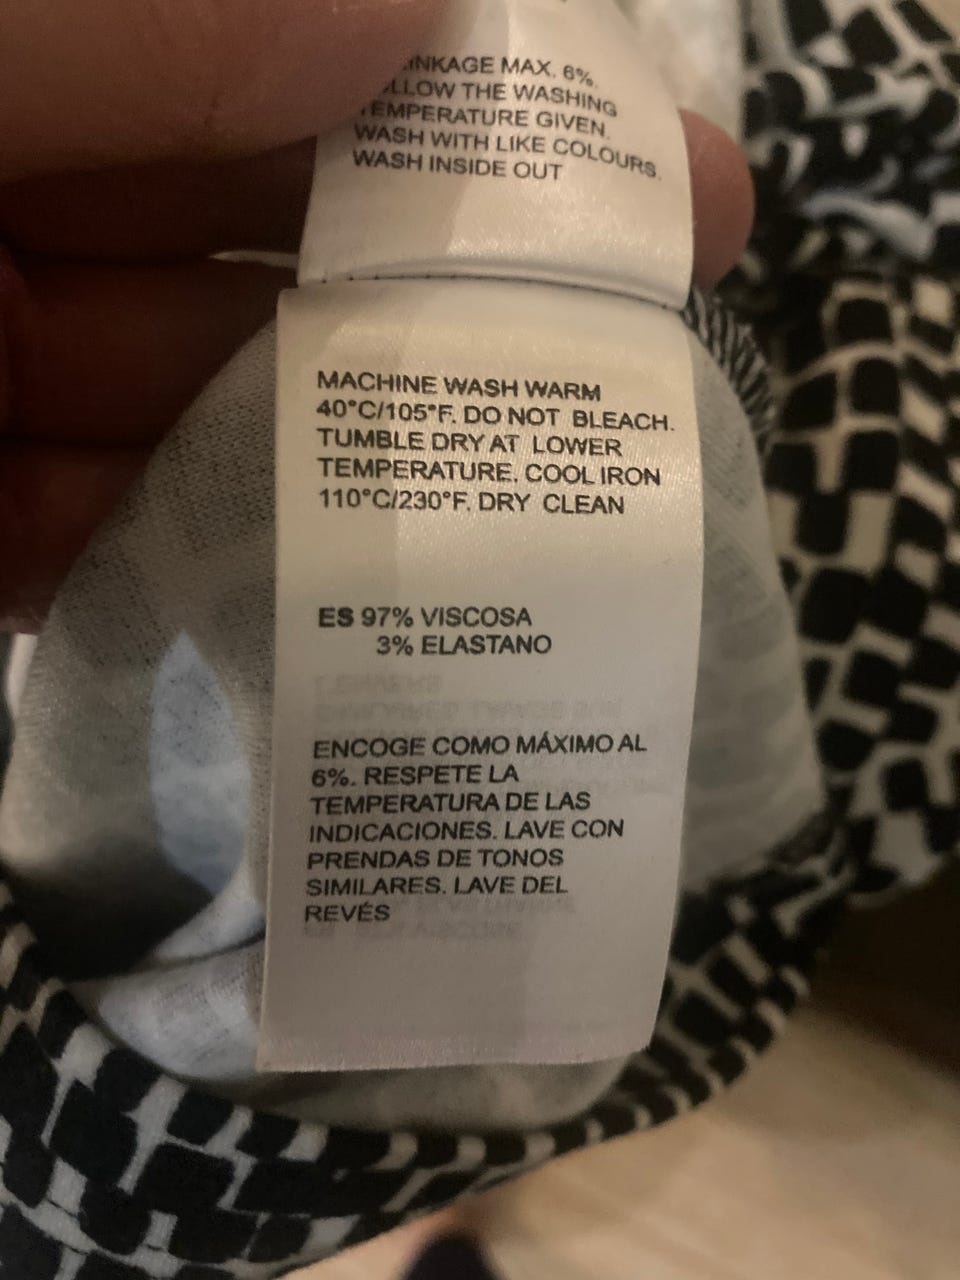 MAX. 6%.
THE WASHING
TEMPERATURE GIVEN.
WASH WITH LIKE COLOURS.
WASH INSIDE OUT
MACHINE WASH WARM
40°C/105°F. DO NOT BLEACH.
TUMBLE DRY AT LOWER
TEMPERATURE. COOL IRON
110°C/230°F. DRY CLEAN
ES 97% VISCOSA
3% ELASTANO
ENCOGE COMO MÁXIMO AL
6%. RESPETE LA
TEMPERATURA DE LAS
INDICACIONES. LAVE CON
PRENDAS DE TONOS
SIMILARES. LAVE DEL
REVÉS